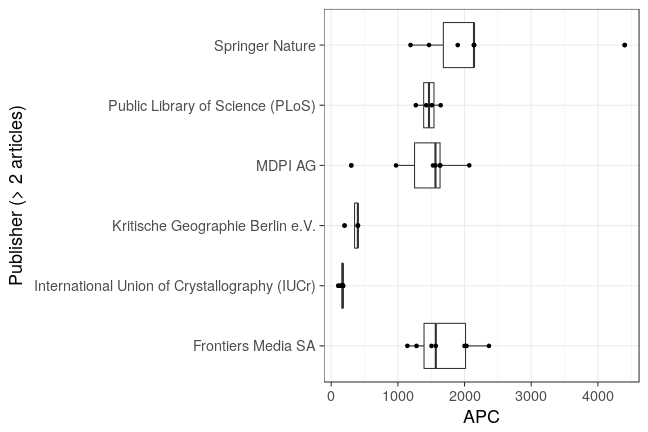 Publisher (> 2 articles)
Springer Nature
Public Library of Science (PLoS)
MDPI AG
Kritische Geographie Berlin e.V.
International Union of Crystallography (IUCr)
Frontiers Media SA
0 1000 2000 3000 4000
APC